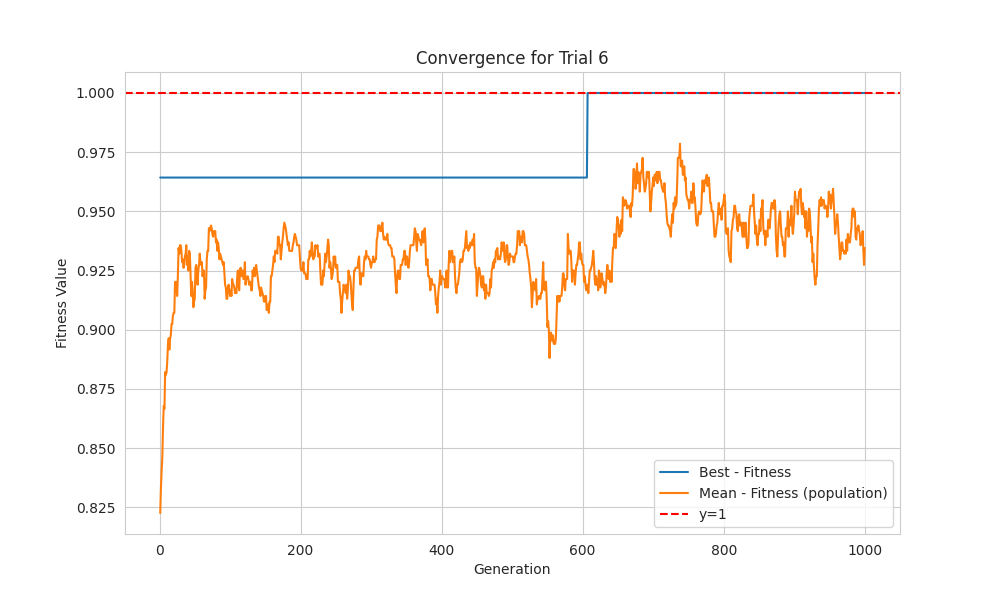 Convergence for Trial 6
Fitness Value
1.000
0.975
0.950
0.925
0.900
0.875
0.850
0.825
0 200 400 600 800 1000
Generation
Best - Fitness
Mean - Fitness (population)
y=1